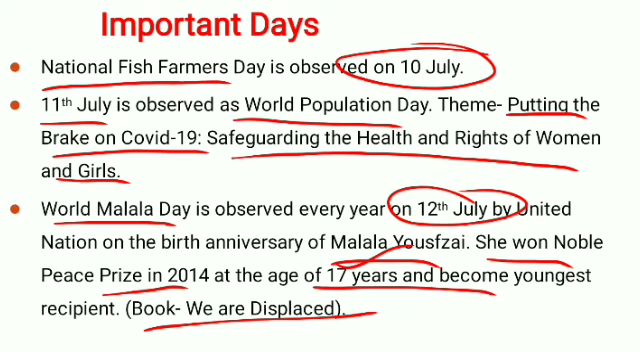 Important Days
National Fish Farmers Day is observed on 10 July.
11th July is observed as World Population Day. Theme- Putting the
Brake on Covid-19: Safeguarding the Health and Rights of Women
and Girls.
World Malala Day is observed every year on 12th July by United
Nation on the birth anniversary of Malala Yousfzai. She won Noble
Peace Prize in 2014 at the age of 17 years and become youngest
recipient. (Book- We are Displaced).